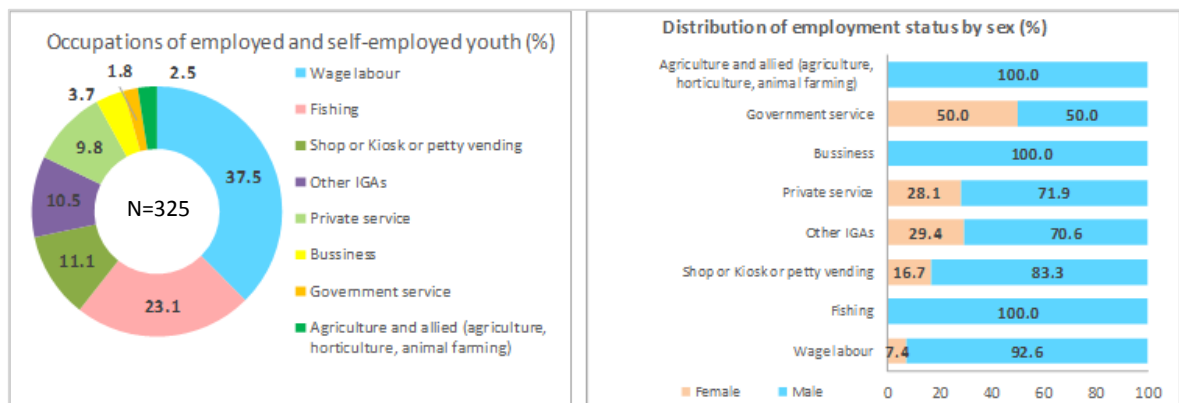 Occupations of employed and self-employed youth (%)
1.8
2.5
3.7
9.8
10.5
11.1
23.1
37.5
N=325
Wage labour
Fishing
Shop or Kiosk or petty vending
Other IGAs
Private service
Bussiness
Government service
Agriculture and allied (agriculture,
horticulture, animal farming)
Distribution of employment status by sex (%)
Agriculture and allied (agriculture,
horticulture, animal farming)
100.0
Government service
50.0
50.0
Bussiness
100.0
Private service
28.1
71.9
Other IGAs
29.4
70.6
Shop or Kiosk or petty vending
16.7
83.3
Fishing
100.0
Wage labour
7.4
92.6
Female
Male
0 20 40 60 80 100